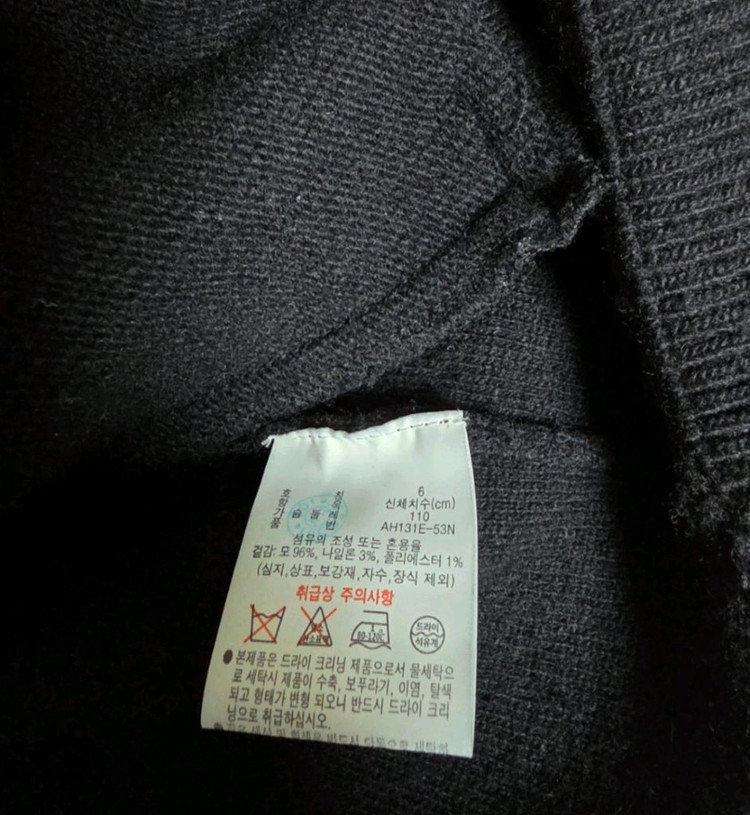 6
신체치수(cm)
110
AH131E-53N
섬유의 조성 또는 혼용율
겉감: 모 96%, 나일론 3%, 폴리에스터 1%
(심지,상표,보강재,자수,장식 제외)
취급상 주의사항
80-120℃
드라이
석유계
● 본제품은 드라이 크리닝 제품으로서 물세탁으
로 세탁시 제품이 수축, 보푸라기, 이염, 탈색
되고 형태가 변형 되오니 반드시 드라이 크리
닝으로 취급하십시오.